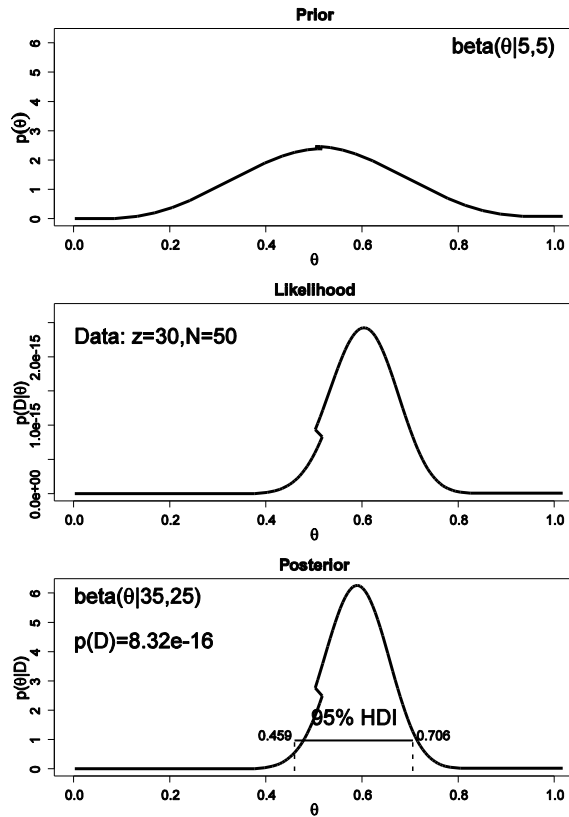 Prior
beta(θ|5,5)
p(θ)
6
5
4
3
2
1
0
0.0 0.2 0.4 0.6 0.8 1.0
θ
Likelihood
Data: z=30,N=50
p(D|θ)
2.0e-15
1.0e-15
0.0e+00
0.0 0.2 0.4 0.6 0.8 1.0
θ
Posterior
beta(θ|35,25)
p(D)=8.32e-16
p(θ|D)
6
5
4
3
2
1
0
95% HDI
0.459 0.706
0.0 0.2 0.4 0.6 0.8 1.0
θ